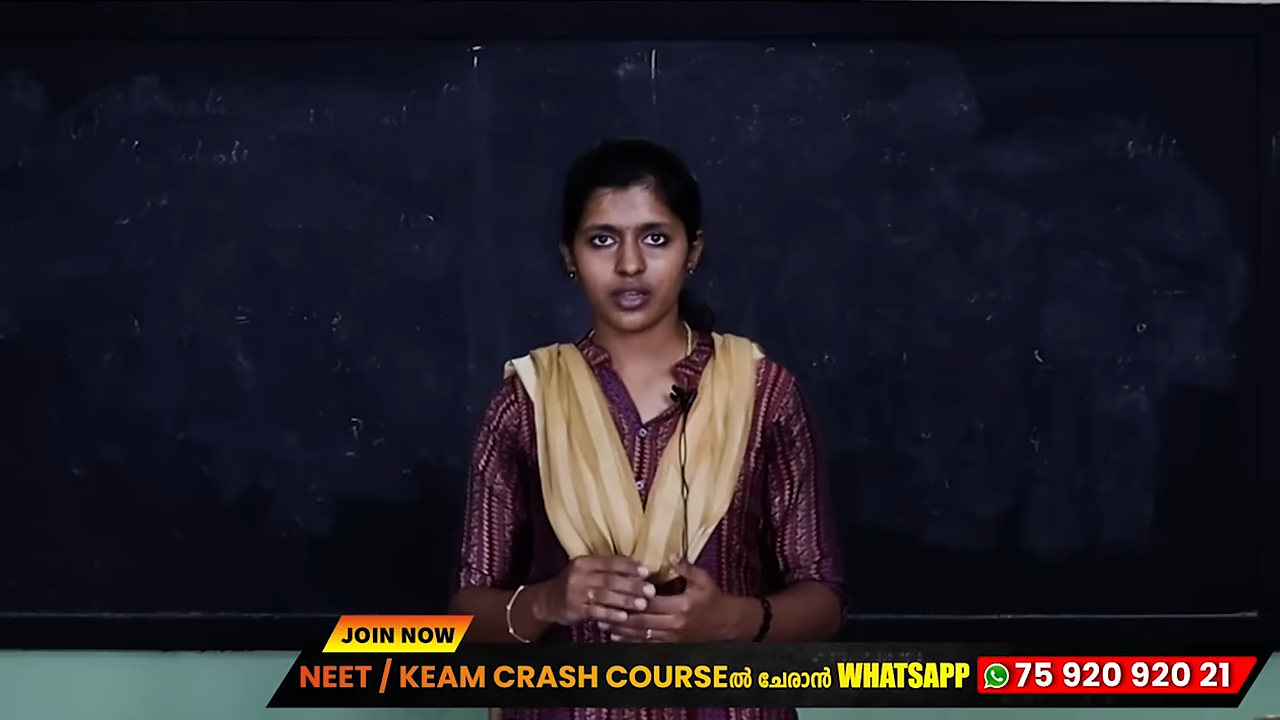 JOIN NOW
NEET / KEAM CRASH COURSEൽ ചേരാൻ WHATSAPP 75 920 920 21